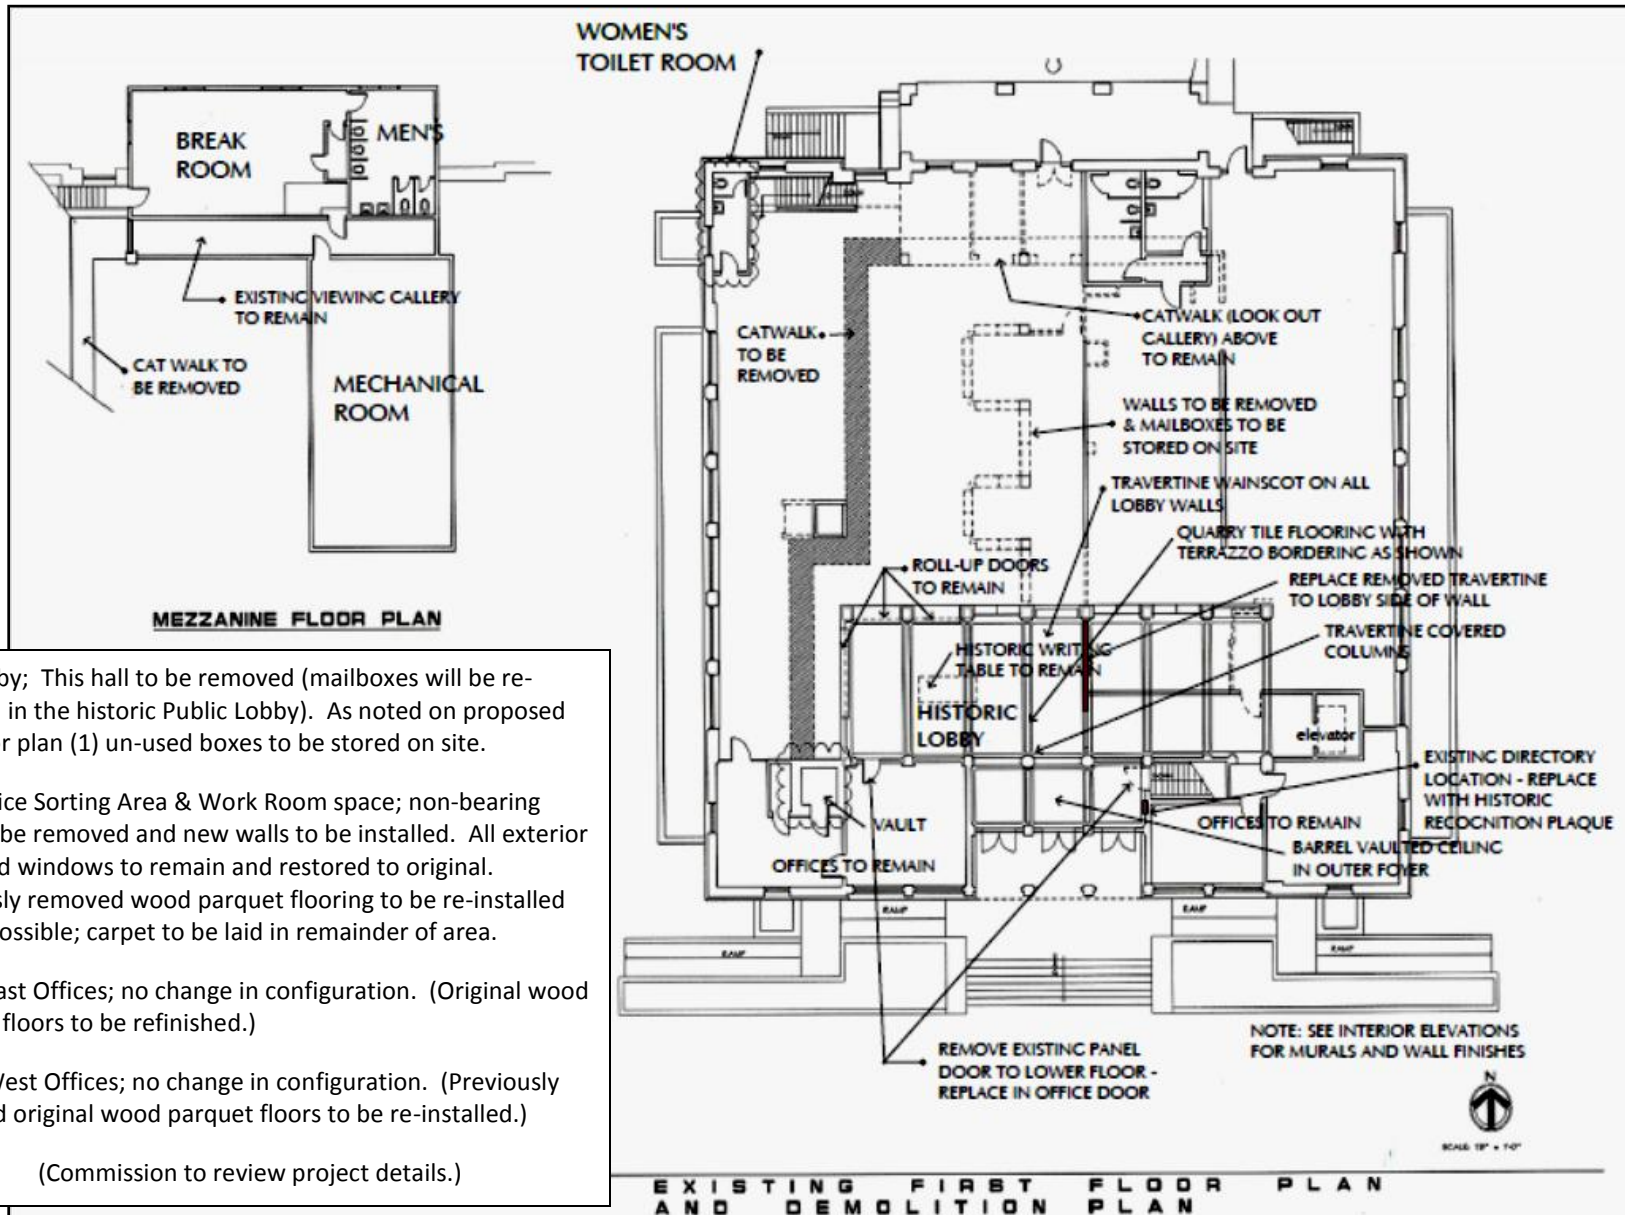 WOMEN'S
TOILET ROOM
BREAK
ROOM
MEN'S
EXISTING VIEWING GALLERY
TO REMAIN
CAT WALK TO
BE REMOVED
MECHANICAL
ROOM
MEZZANINE FLOOR PLAN
CATWALK
TO BE
REMOVED
CATWALK (LOOK OUT
GALLERY) ABOVE
TO REMAIN
WALLS TO BE REMOVED
& MAILBOXES TO BE
STORED ON SITE
TRAVERTINE WAINSCOT ON ALL
LOBBY WALLS
QUARRY TILE FLOORING WITH
TERRAZZO BORDERING AS SHOWN
ROLL-UP DOORS
TO REMAIN
REPLACE REMOVED TRAVERTINE
TO LOBBY SIDE OF WALL
TRAVERTINE COVERED
COLUMNS
HISTORIC WRITING
TABLE TO REMAIN
HISTORIC
LOBBY
elevator
EXISTING DIRECTORY
LOCATION - REPLACE
WITH HISTORIC
RECOGNITION PLAQUE
VAULT
OFFICES TO REMAIN
OFFICES TO REMAIN
BARREL VAULTED CEILING
IN OUTER FOYER
RAMP
RAMP
RAMP
RAMP
REMOVE EXISTING PANEL
DOOR TO LOWER FLOOR -
REPLACE IN OFFICE DOOR
NOTE: SEE INTERIOR ELEVATIONS
FOR MURALS AND WALL FINISHES
N
by; This hall to be removed (mailboxes will be re-
in the historic Public Lobby). As noted on proposed
r plan (1) un-used boxes to be stored on site.
ice Sorting Area & Work Room space; non-bearing
be removed and new walls to be installed. All exterior
d windows to remain and restored to original.
sly removed wood parquet flooring to be re-installed
ossible; carpet to be laid in remainder of area.
ast Offices; no change in configuration. (Original wood
floors to be refinished.)
West Offices; no change in configuration. (Previously
d original wood parquet floors to be re-installed.)
(Commission to review project details.)
EXISTING FIRST FLOOR PLAN
AND DEMOLITION PLAN